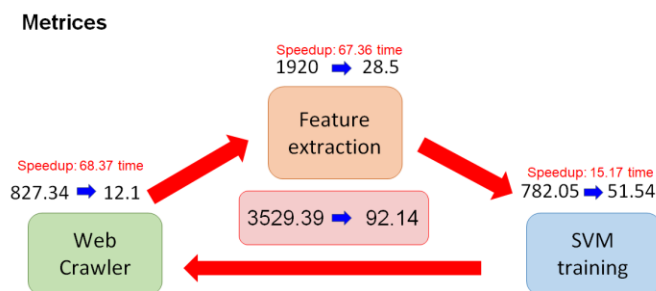 Metrices
Speedup: 67.36 time
1920 28.5
Feature
extraction
Speedup: 68.37 time
827.34 12.1
Web
Crawler
3529.39 92.14
Speedup: 15.17 time
782.05 51.54
SVM
training